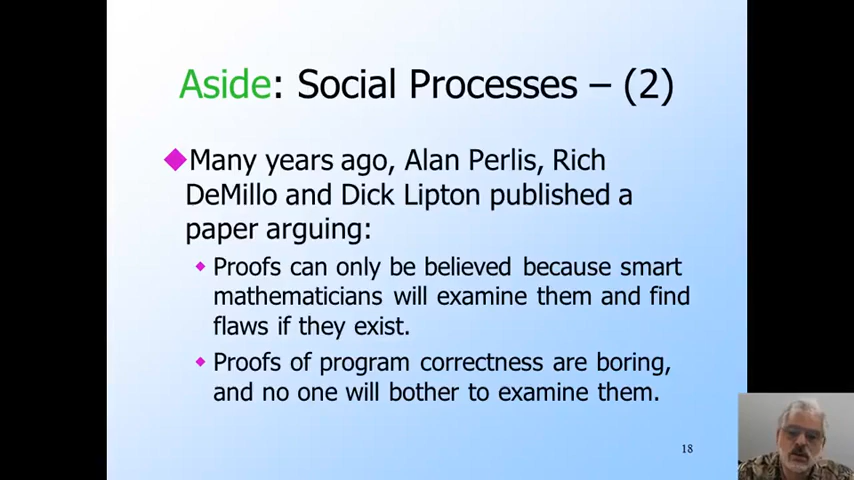 Aside: Social Processes – (2)
Many years ago, Alan Perlis, Rich
DeMillo and Dick Lipton published a
paper arguing:
Proofs can only be believed because smart
mathematicians will examine them and find
flaws if they exist.
Proofs of program correctness are boring,
and no one will bother to examine them.
18